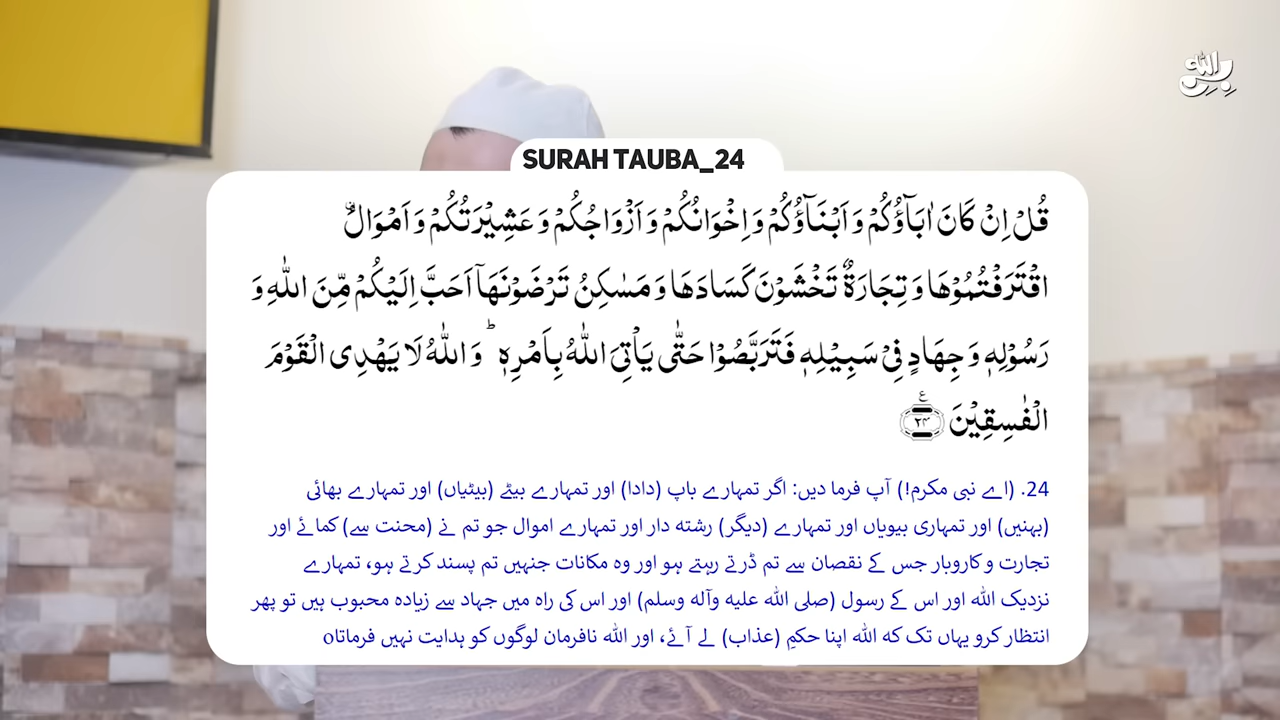 SURAH TAUBA_24
قُلْ اِنْ كَانَ اٰبَآؤُكُمْ وَ اَبْنَآؤُكُمْ وَ اِخْوَانُكُمْ وَ اَزْوَاجُكُمْ وَ عَشِيْرَتُكُمْ وَ اَمْوَالُ
اقْتَرَفْتُمُوْهَا وَ تِجَارَةٌ تَخْشَوْنَ كَسَادَهَا وَ مَسٰكِنُ تَرْضَوْنَهَاۤ اَحَبَّ اِلَيْكُمْ مِّنَ اللّٰهِ وَ
رَسُوْلِهٖ وَ جِهَادٍ فِیْ سَبِيْلِهٖ فَتَرَبَّصُوْا حَتّٰى يَاْتِیَ اللّٰهُ بِاَمْرِهٖ ؕ وَ اللّٰهُ لَا يَهْدِی الْقَوْمَ
الْفٰسِقِيْنَ ۲۴ ع
24. (اے نبی مکرم!) آپ فرما دیں: اگر تمہارے باپ (دادا) اور تمہارے بیٹے (بیٹیاں) اور تمہارے بھائی
(بہنیں) اور تمہاری بیویاں اور تمہارے (دیگر) رشتہ دار اور تمہارے اموال جو تم نے (محنت سے) کمائے اور
تجارت و کاروبار جس کے نقصان سے تم ڈرتے رہتے ہو اور وہ مکانات جنہیں تم پسند کرتے ہو، تمہارے
نزدیک اللہ اور اس کے رسول (صلی اللہ علیہ وآلہ وسلم) اور اس کی راہ میں جہاد سے زیادہ محبوب ہیں تو پھر
انتظار کرو یہاں تک کہ اللہ اپنا حکمِ (عذاب) لے آئے، اور اللہ نافرمان لوگوں کو ہدایت نہیں فرماتاo